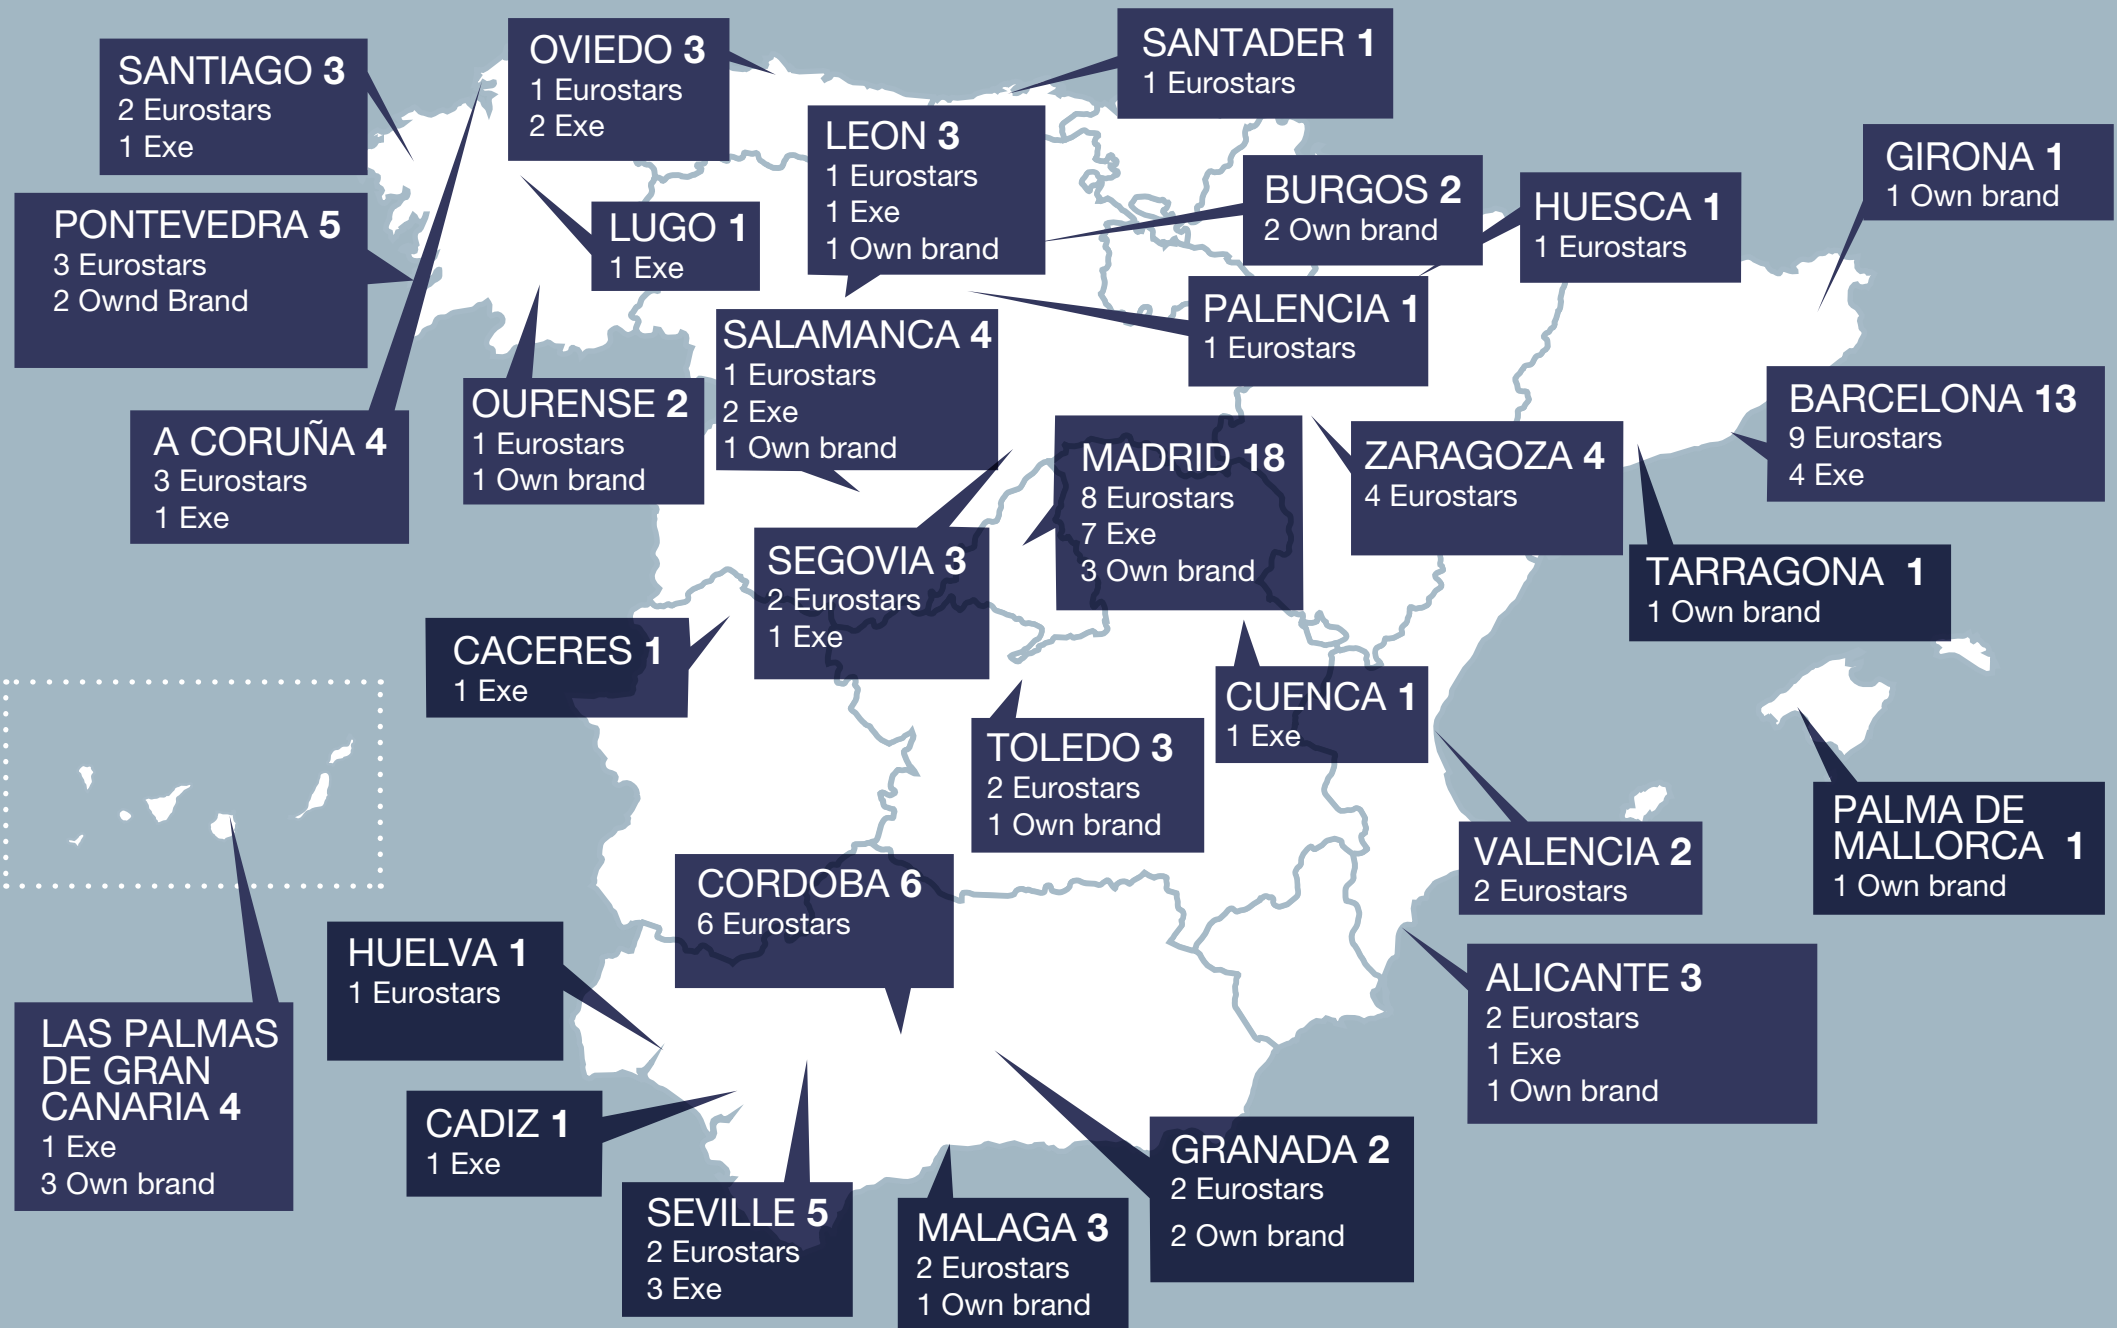 SANTIAGO 3
2 Eurostars
1 Exe
OVIEDO 3
1 Eurostars
2 Exe
SANTADER 1
1 Eurostars
LEON 3
1 Eurostars
1 Exe
1 Own brand
GIRONA 1
1 Own brand
BURGOS 2
2 Own brand
HUESCA 1
1 Eurostars
PONTEVEDRA 5
3 Eurostars
2 Ownd Brand
LUGO 1
1 Exe
PALENCIA 1
1 Eurostars
SALAMANCA 4
1 Eurostars
2 Exe
1 Own brand
OURENSE 2
1 Eurostars
1 Own brand
A CORUÑA 4
3 Eurostars
1 Exe
BARCELONA 13
9 Eurostars
4 Exe
MADRID 18
8 Eurostars
7 Exe
3 Own brand
ZARAGOZA 4
4 Eurostars
SEGOVIA 3
2 Eurostars
1 Exe
TARRAGONA 1
1 Own brand
CACERES 1
1 Exe
CUENCA 1
1 Exe
TOLEDO 3
2 Eurostars
1 Own brand
PALMA DE
MALLORCA 1
1 Own brand
VALENCIA 2
2 Eurostars
CORDOBA 6
6 Eurostars
HUELVA 1
1 Eurostars
ALICANTE 3
2 Eurostars
1 Exe
1 Own brand
LAS PALMAS
DE GRAN
CANARIA 4
1 Exe
3 Own brand
CADIZ 1
1 Exe
GRANADA 2
2 Eurostars
2 Own brand
SEVILLE 5
2 Eurostars
3 Exe
MALAGA 3
2 Eurostars
1 Own brand